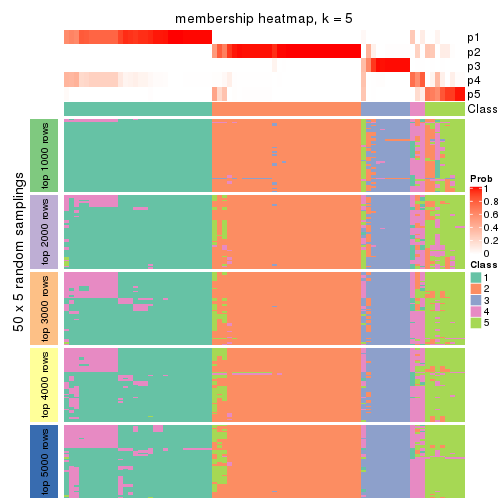 membership heatmap, k = 5
p1
p2
p3
p4
p5
Class
50 x 5 random samplings
top 1000 rows
top 2000 rows
top 3000 rows
top 4000 rows
top 5000 rows
Prob
1
0.8
0.6
0.4
0.2
0
Class
1
2
3
4
5